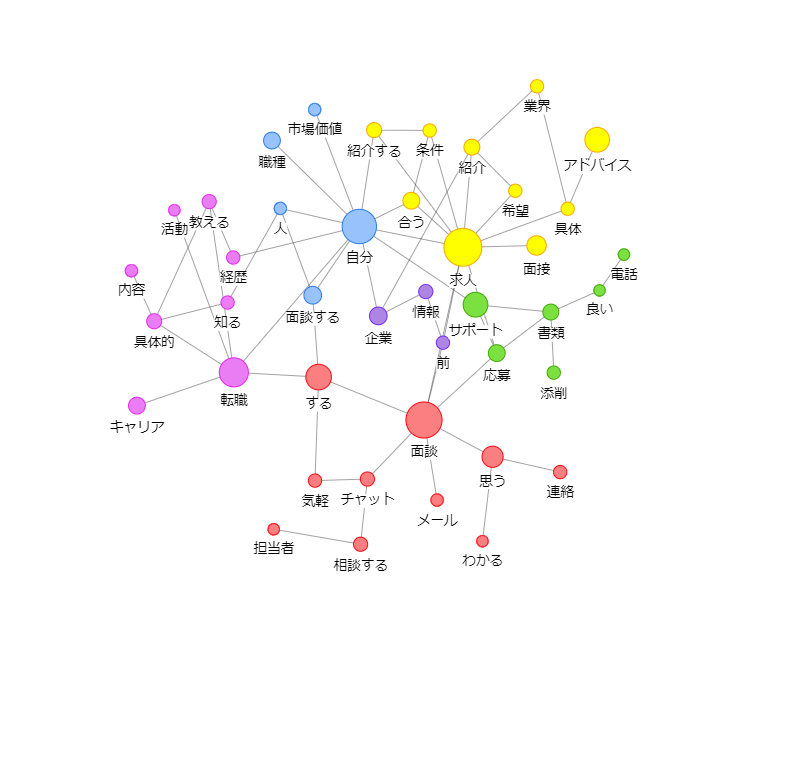 業界
市場価値
職種
紹介する
条件
紹介
アドバイス
活動
教える
人
合う
希望
具体
自分
求人
面接
経歴
電話
内容
知る
面談する
企業
情報
サポート
良い
具体的
前
書類
転職
する
応募
添削
キャリア
面談
気軽
チャット
思う
連絡
メール
担当者
相談する
わかる